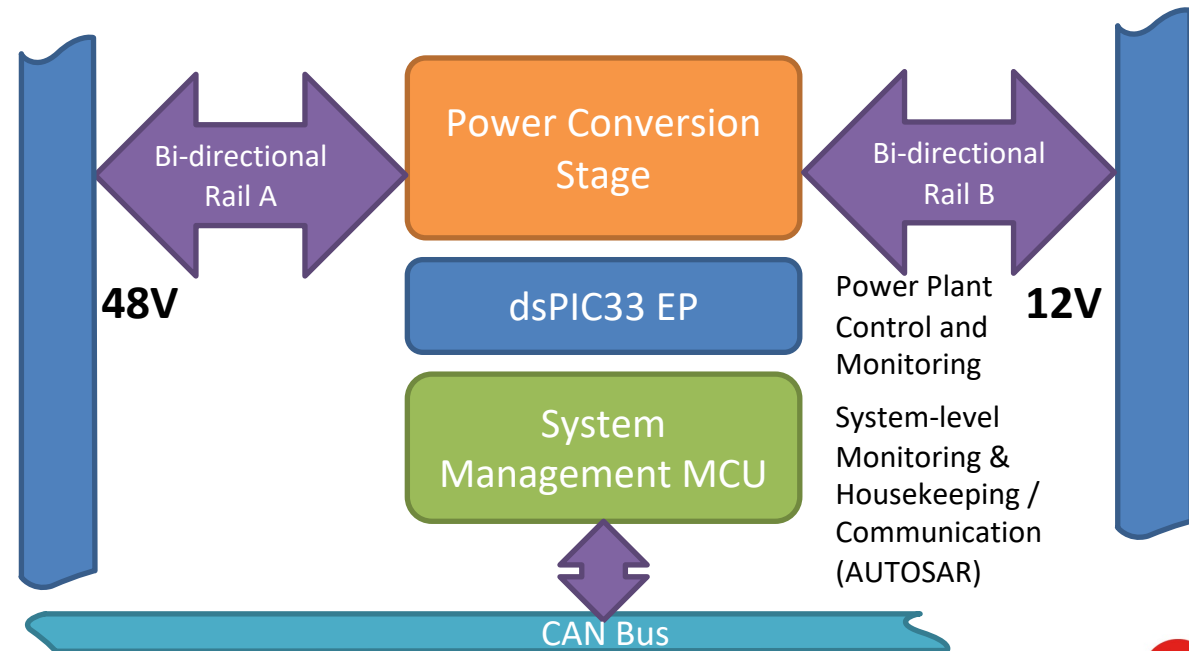 Power Conversion
Stage
Bi-directional
Rail A
Bi-directional
Rail B
48V
dsPIC33 EP
Power Plant
Control and
Monitoring
12V
System
Management MCU
System-level
Monitoring &
Housekeeping /
Communication
(AUTOSAR)
CAN Bus